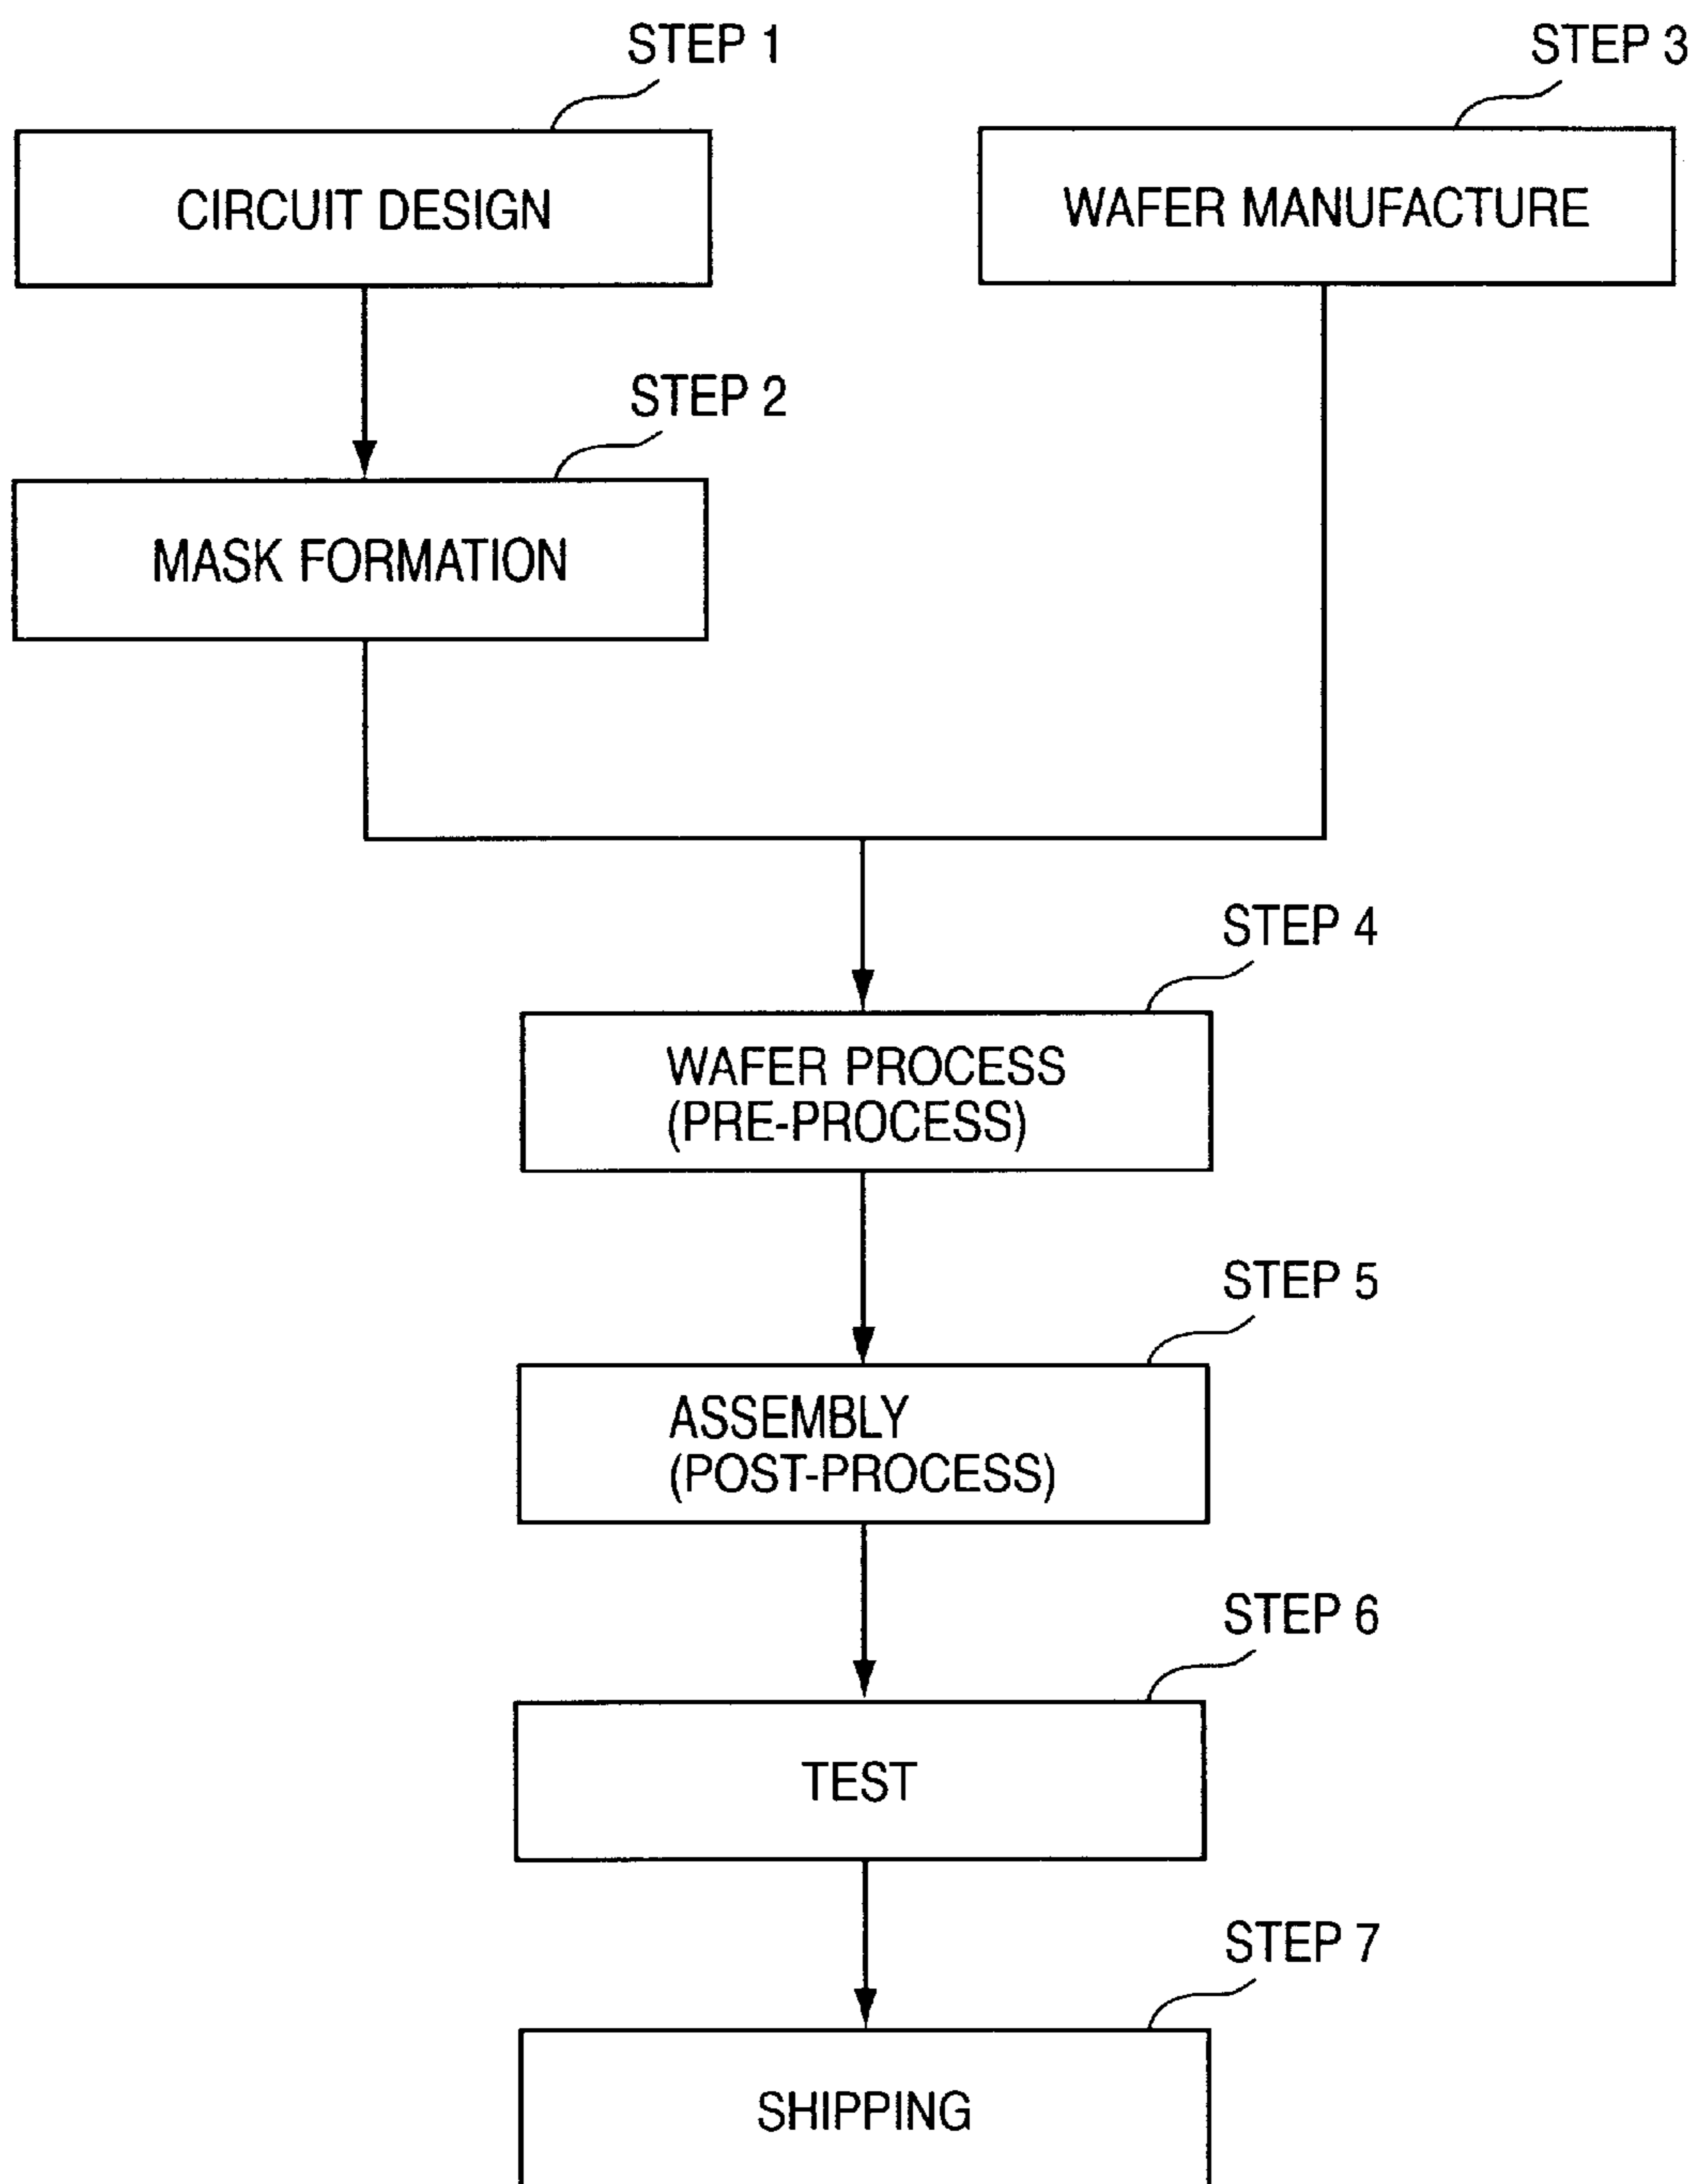 STEP 1
CIRCUIT DESIGN
STEP 3
WAFER MANUFACTURE
STEP 2
MASK FORMATION
STEP 4
WAFER PROCESS
(PRE-PROCESS)
STEP 5
ASSEMBLY
(POST-PROCESS)
STEP 6
TEST
STEP 7
SHIPPING